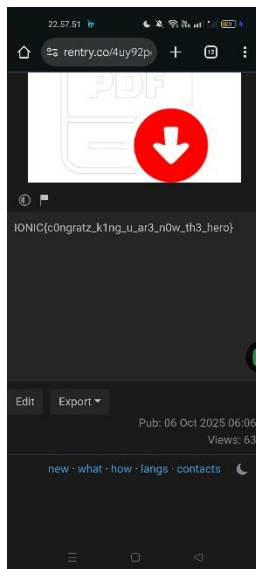 22.57.51
rentry.co/4uy92p
12
PDF
IONIC{c0ngratz_k1ng_u_ar3_n0w_th3_hero}
Edit Export
Pub: 06 Oct 2025 06:06
Views: 63
new · what · how · langs · contacts